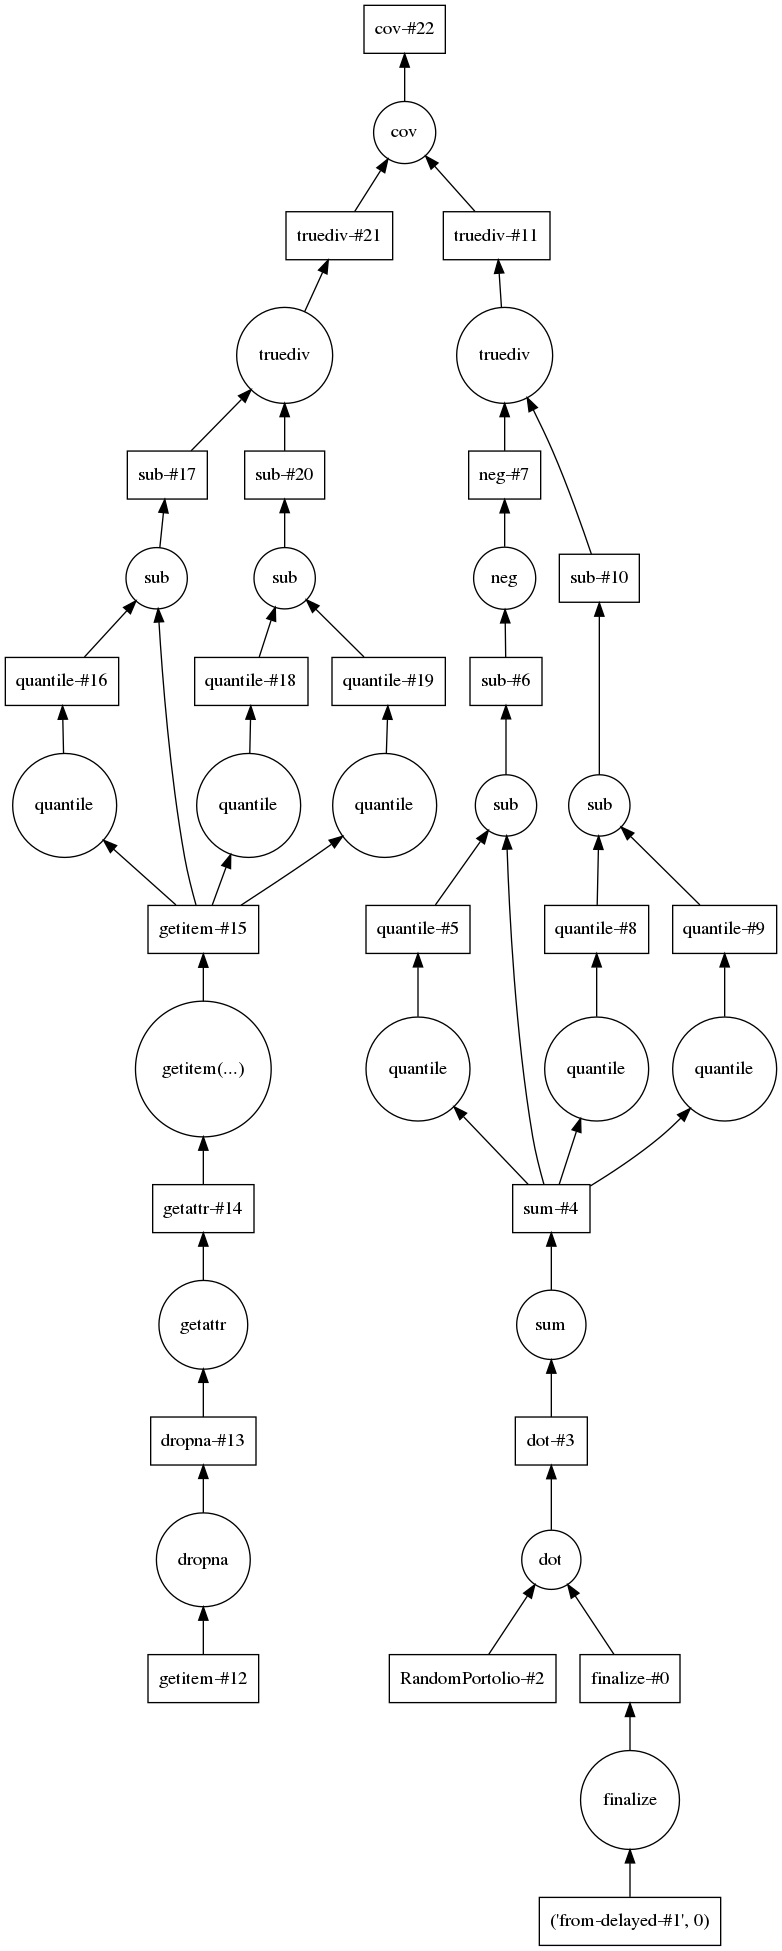 cov-#22
cov
truediv-#21
truediv-#11
truediv
truediv
sub-#17
sub-#20
neg-#7
sub
sub
neg
sub-#10
quantile-#16
quantile-#18
quantile-#19
sub-#6
quantile
quantile
quantile
sub
sub
getitem-#15
quantile-#5
quantile-#8
quantile-#9
getitem(...)
quantile
quantile
quantile
getattr-#14
sum-#4
getattr
sum
dropna-#13
dot-#3
dropna
dot
getitem-#12
RandomPortolio-#2
finalize-#0
finalize
('from-delayed-#1', 0)